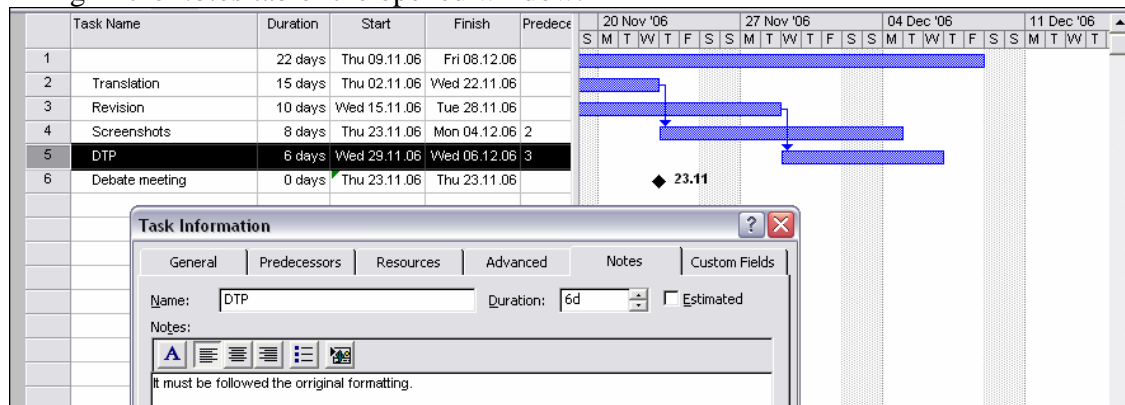 Task Name Duration Start Finish Predece 20 Nov '06 27 Nov '06 04 Dec '06 11 Dec '06
S M T W T F S S M T W T F S S M T W T F S S M T W T
1 22 days Thu 09.11.06 Fri 08.12.06
2 Translation 15 days Thu 02.11.06 Wed 22.11.06
3 Revision 10 days Wed 15.11.06 Tue 28.11.06
4 Screenshots 8 days Thu 23.11.06 Mon 04.12.06 2
5 DTP 6 days Wed 29.11.06 Wed 06.12.06 3
6 Debate meeting 0 days Thu 23.11.06 Thu 23.11.06 23.11
Task Information ?
General Predecessors Resources Advanced Notes Custom Fields
Name: DTP Duration: 6d Estimated
Notes:
A
It must be followed the orriginal formatting.